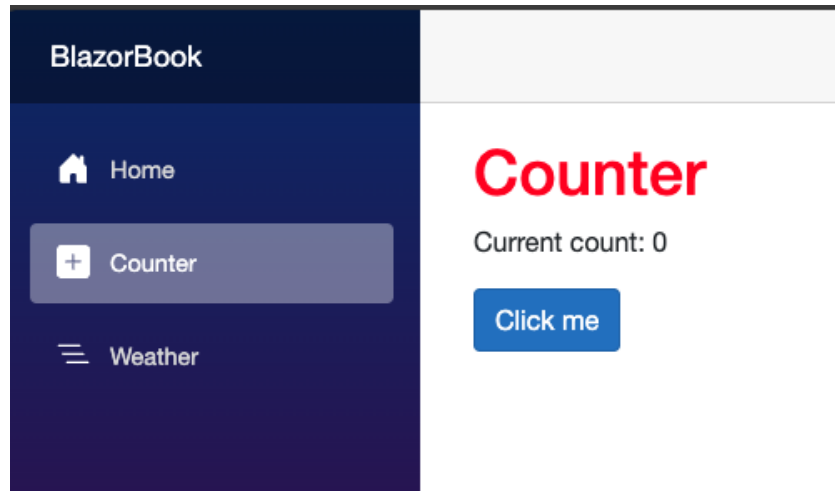 BlazorBook
Home
Counter
Weather
Counter
Current count: 0
Click me